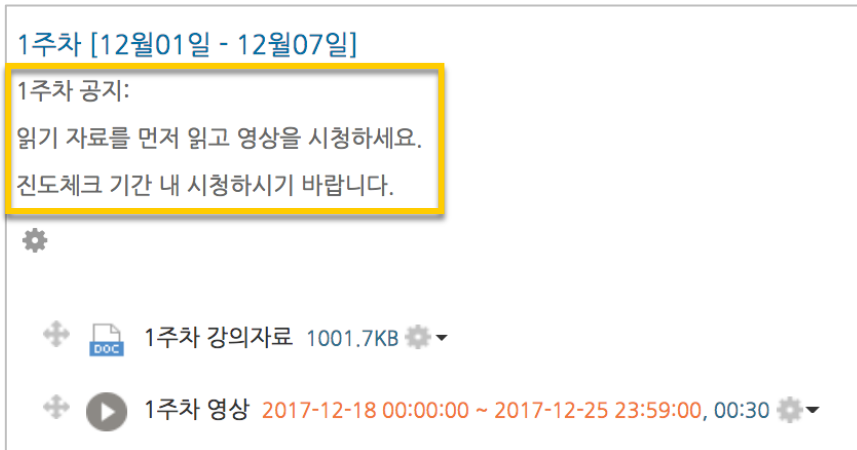 1주차 [12월01일 - 12월07일]
1주차 공지:
읽기 자료를 먼저 읽고 영상을 시청하세요.
진도체크 기간 내 시청하시기 바랍니다.
DOC 1주차 강의자료 1001.7KB
1주차 영상 2017-12-18 00:00:00 ~ 2017-12-25 23:59:00, 00:30